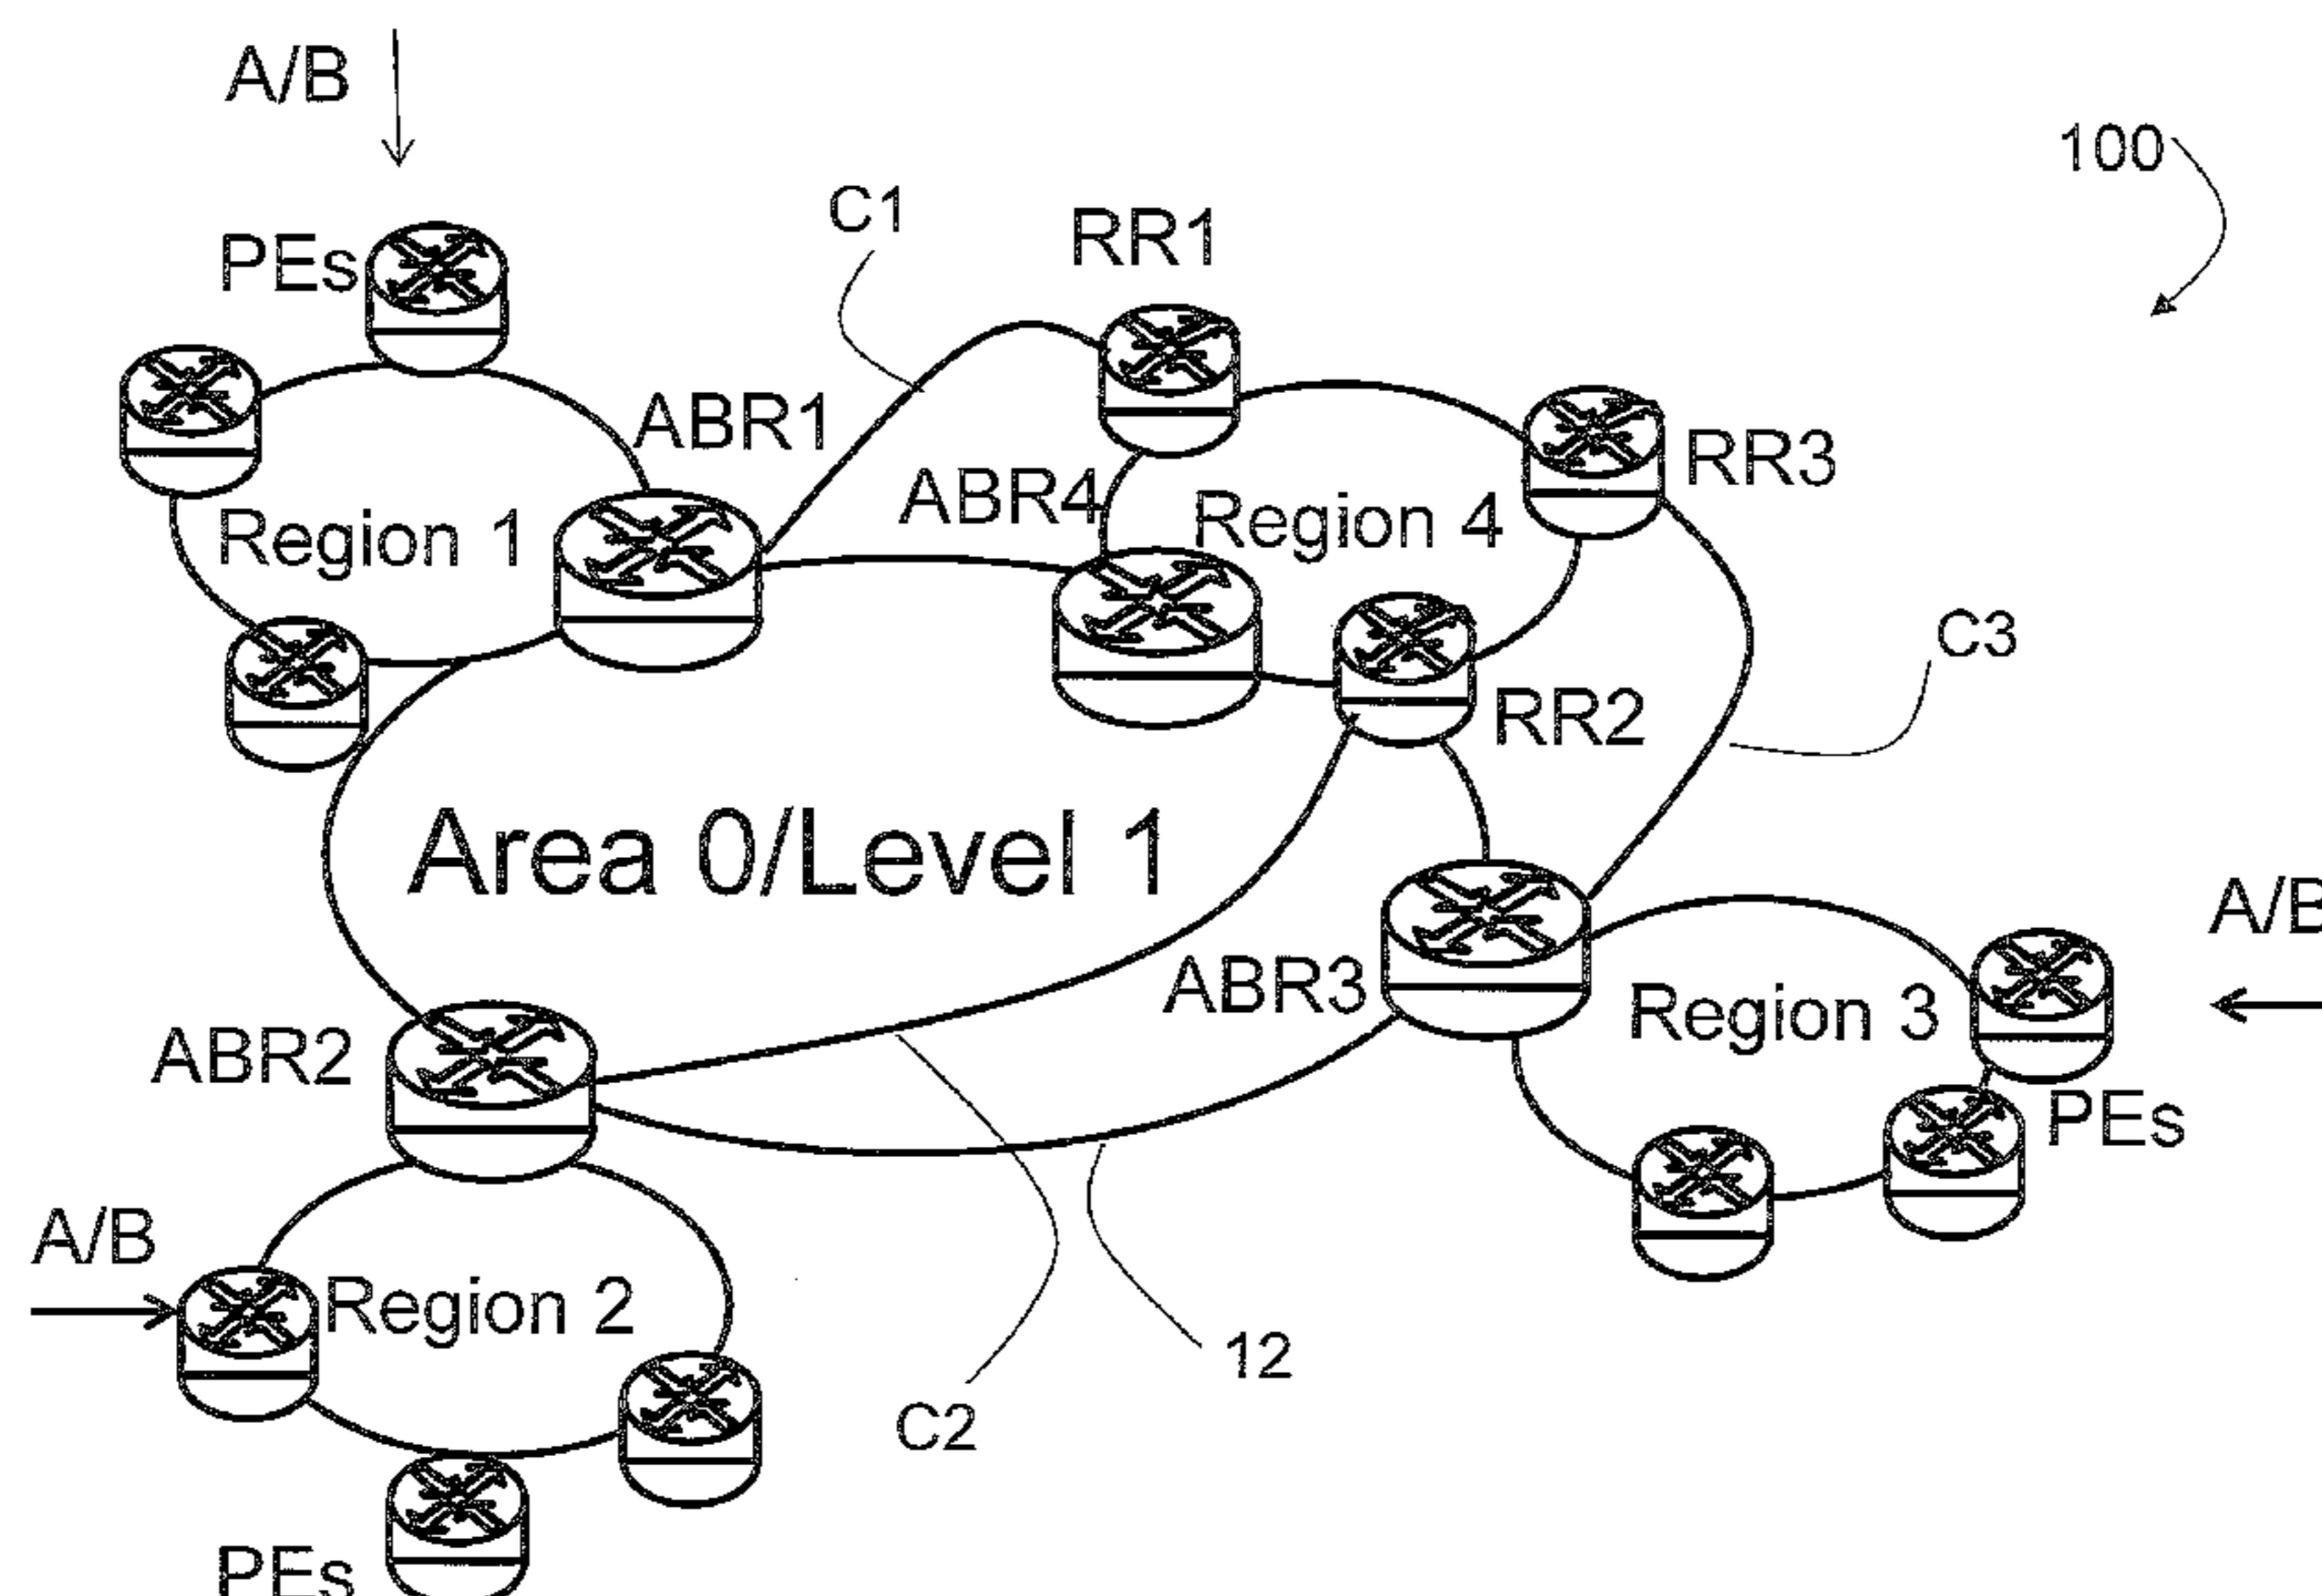 A/B
100
C1
RR1
PEs
ABR1
RR3
ABR4
Region 4
Region 1
C3
RR2
Area 0/Level 1
A/B
ABR3
Region 3
ABR2
PEs
A/B
Region 2
12
C2
PEs